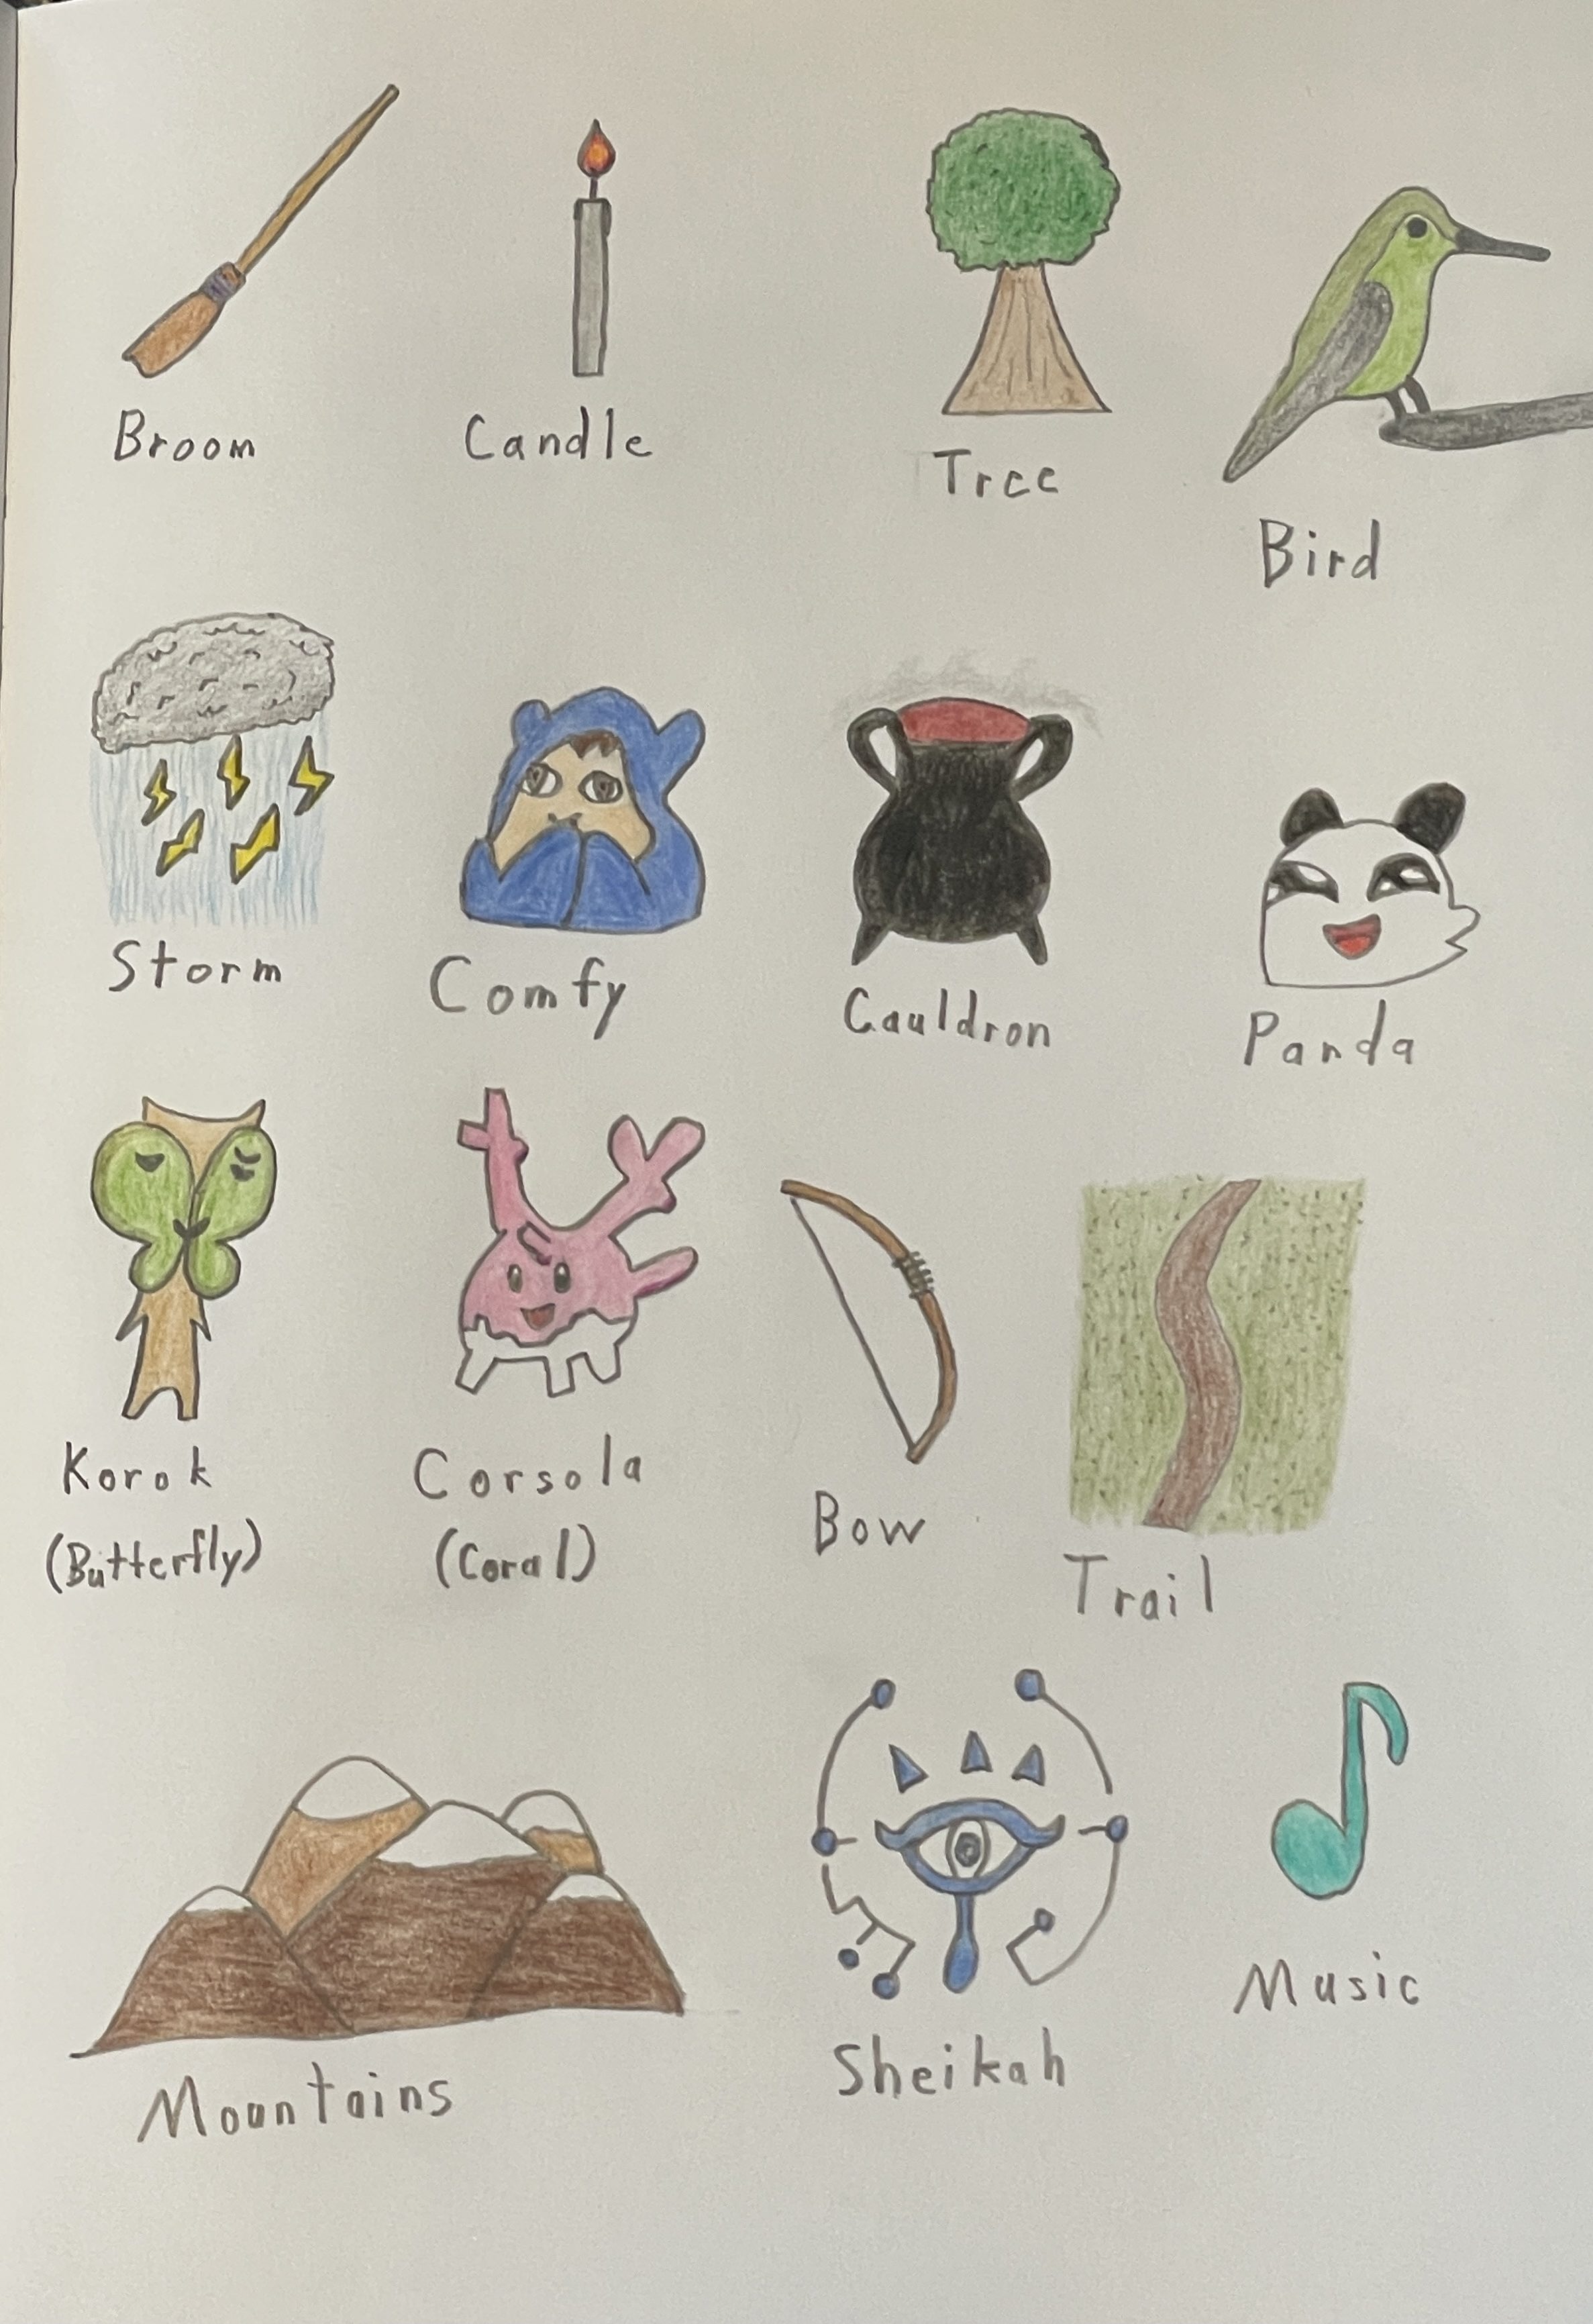 Broom
Candle
Tree
Bird
Storm
Comfy
Cauldron
Panda
Korok
(Butterfly)
Corsola
(Coral)
Bow
Trail
Mountains
Sheikah
Music